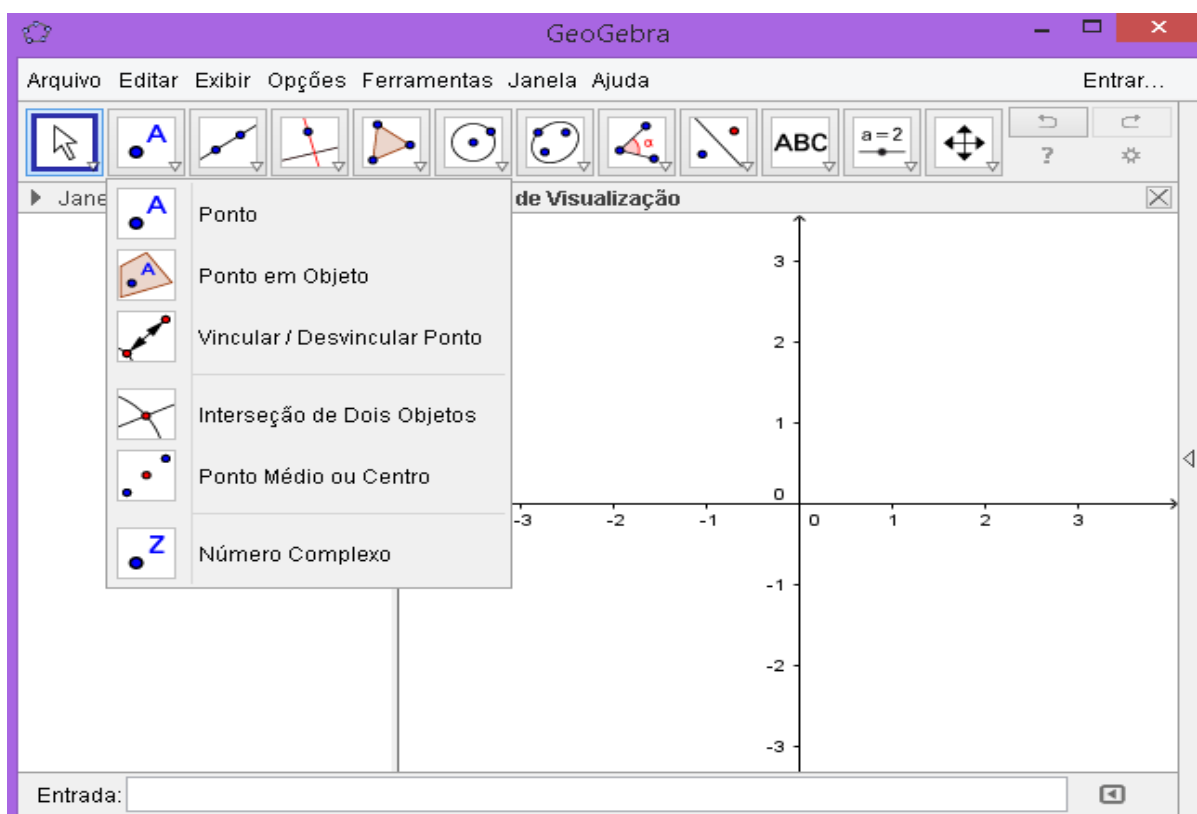 GeoGebra
Arquivo Editar Exibir Opções Ferramentas Janela Ajuda Entrar...
A ABC a = 2
α
?
Jane de Visualização
A Ponto
A Ponto em Objeto
Vincular / Desvincular Ponto
Interseção de Dois Objetos
Ponto Médio ou Centro
Z Número Complexo
3
2
1
0
-3 -2 -1 0 1 2 3
-1
-2
-3
Entrada: